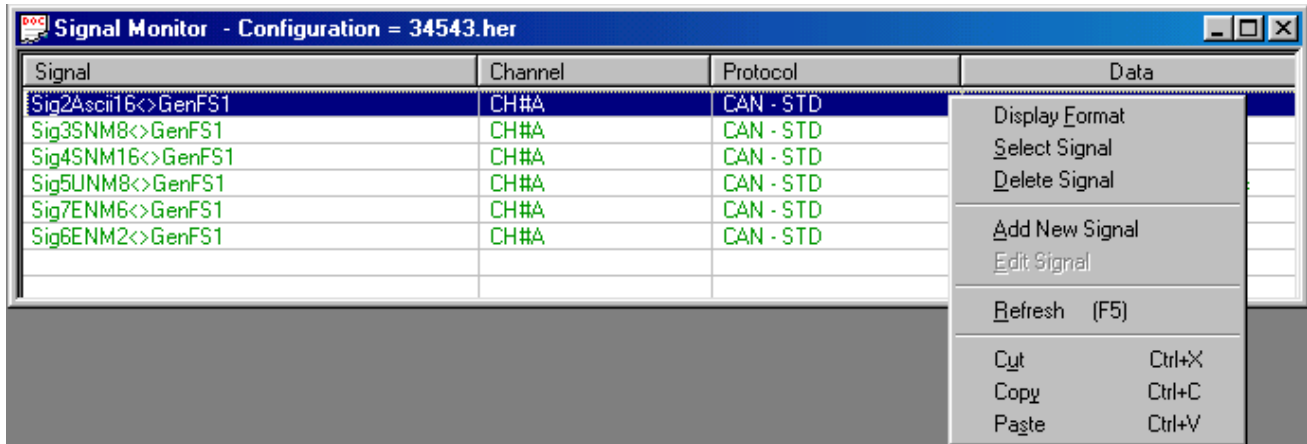 Signal Monitor - Configuration = 34543.her
Signal Channel Protocol Data
Sig2Ascii16<>GenFS1 CH#A CAN - STD
Sig3SNM8<>GenFS1 CH#A CAN - STD
Sig4SNM16<>GenFS1 CH#A CAN - STD
Sig5UNM8<>GenFS1 CH#A CAN - STD
Sig7ENM6<>GenFS1 CH#A CAN - STD
Sig6ENM2<>GenFS1 CH#A CAN - STD
Display Format
Select Signal
Delete Signal
Add New Signal
Edit Signal
Refresh (F5)
Cut Ctrl+X
Copy Ctrl+C
Paste Ctrl+V